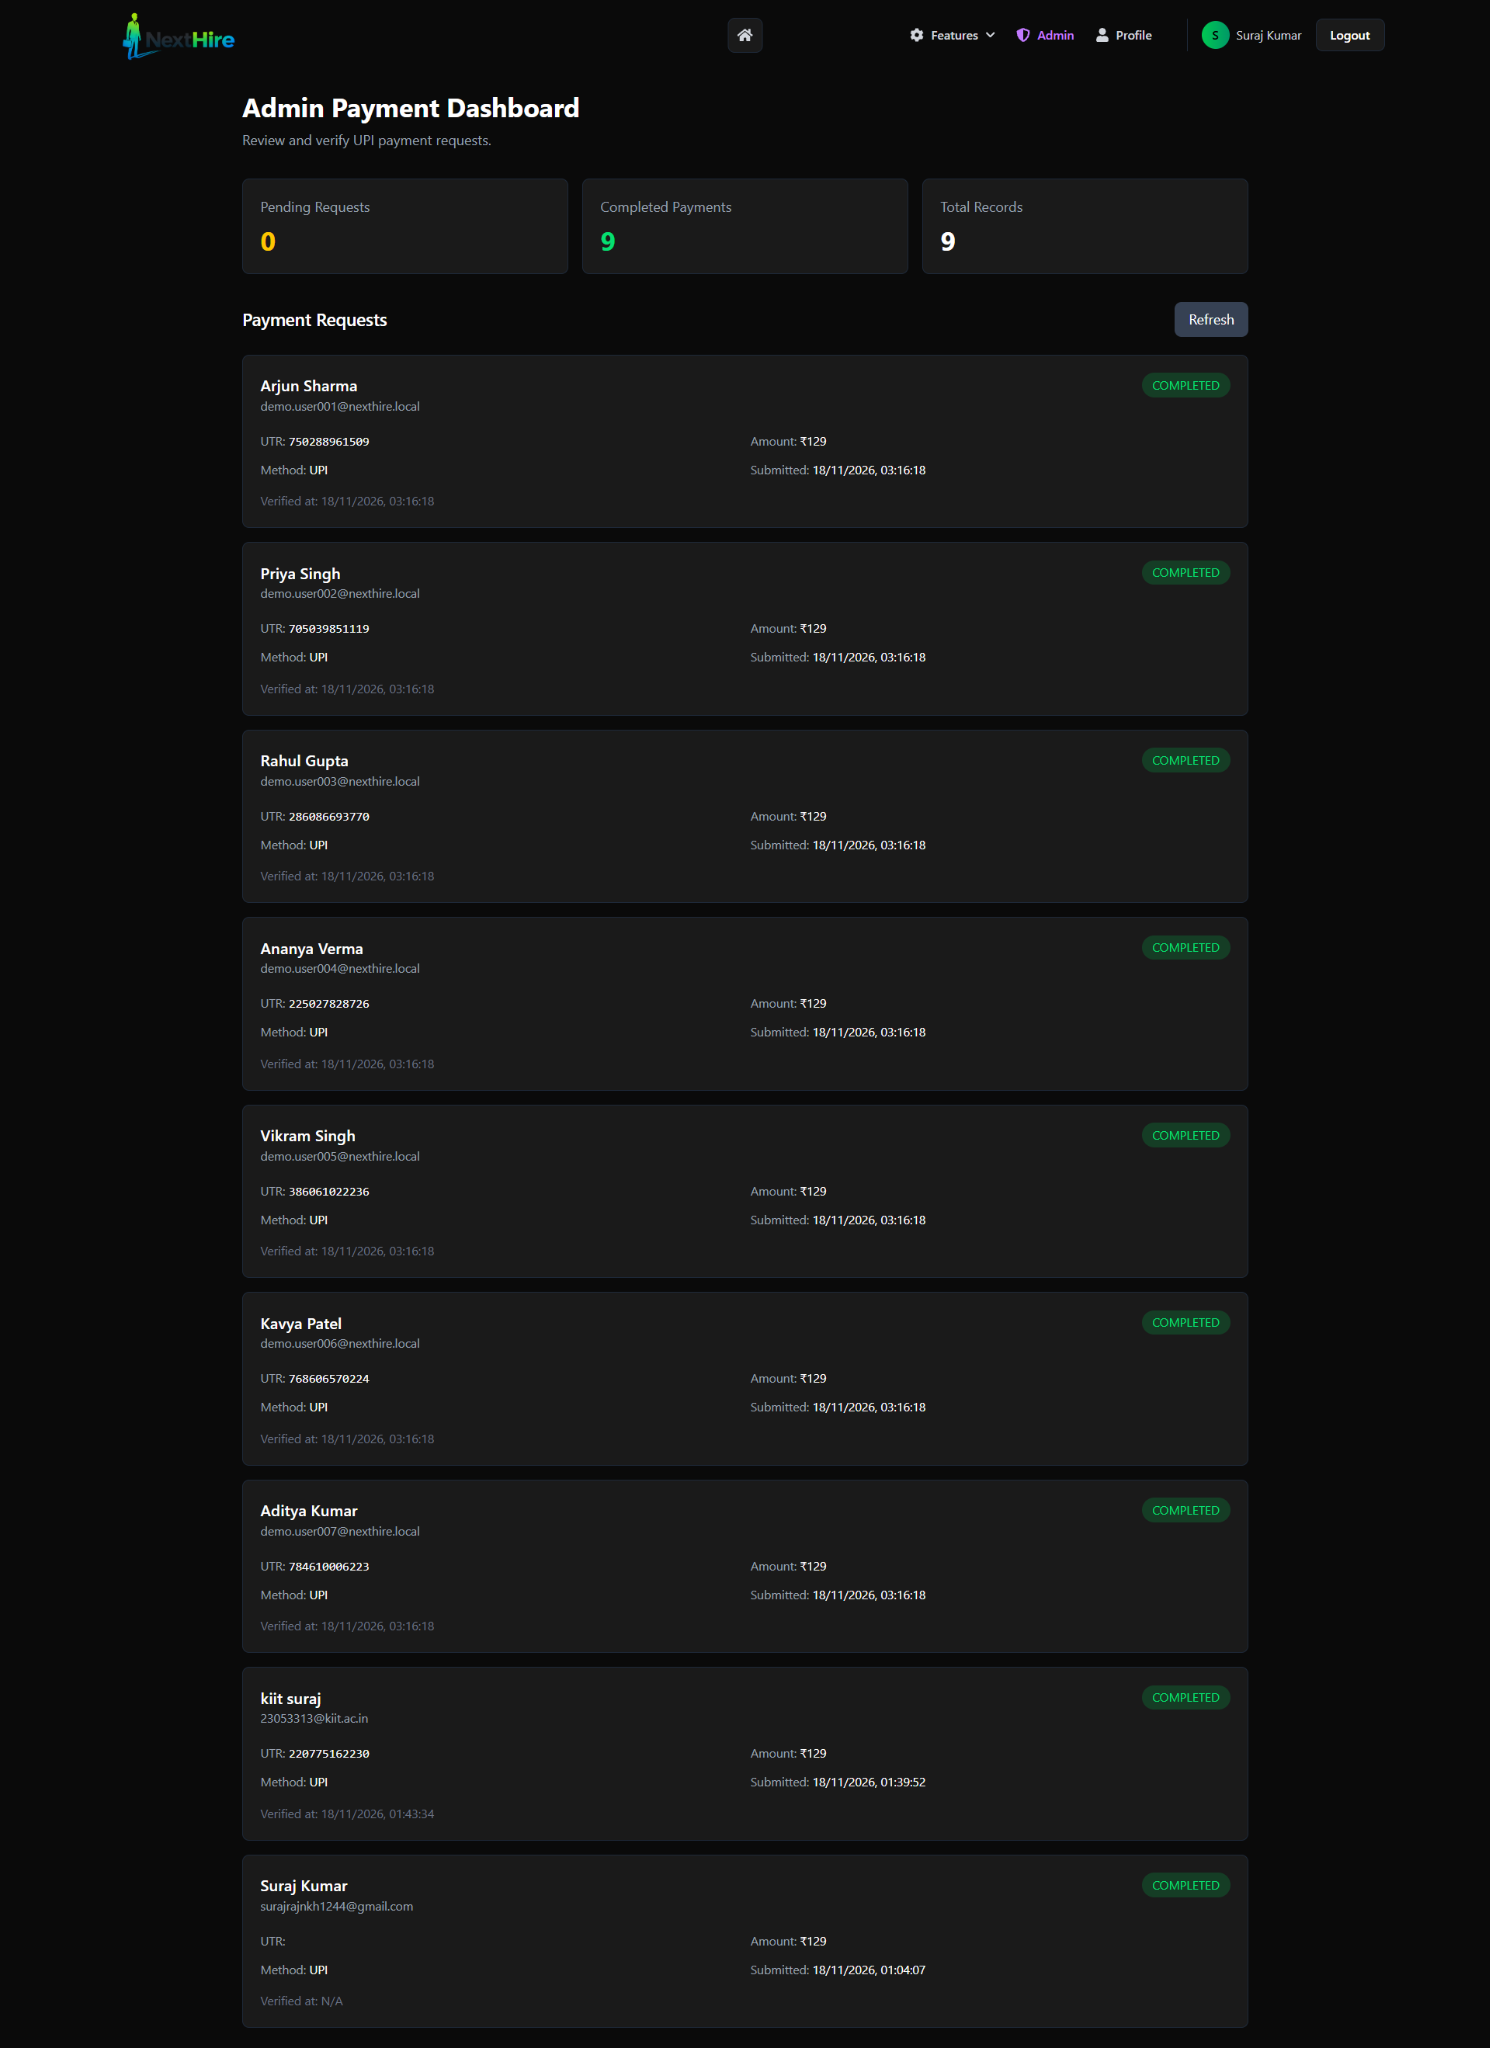 NextHire
Features
Admin
Profile
S
Suraj Kumar
Logout
Admin Payment Dashboard
Review and verify UPI payment requests.
Pending Requests
0
Completed Payments
9
Total Records
9
Payment Requests
Refresh
Arjun Sharma
COMPLETED
demo.user001@nexthire.local
UTR: 750288961509
Amount: ₹129
Method: UPI
Submitted: 18/11/2026, 03:16:18
Verified at: 18/11/2026, 03:16:18
Priya Singh
COMPLETED
demo.user002@nexthire.local
UTR: 705039851119
Amount: ₹129
Method: UPI
Submitted: 18/11/2026, 03:16:18
Verified at: 18/11/2026, 03:16:18
Rahul Gupta
COMPLETED
demo.user003@nexthire.local
UTR: 286086693770
Amount: ₹129
Method: UPI
Submitted: 18/11/2026, 03:16:18
Verified at: 18/11/2026, 03:16:18
Ananya Verma
COMPLETED
demo.user004@nexthire.local
UTR: 225027828726
Amount: ₹129
Method: UPI
Submitted: 18/11/2026, 03:16:18
Verified at: 18/11/2026, 03:16:18
Vikram Singh
COMPLETED
demo.user005@nexthire.local
UTR: 386061022236
Amount: ₹129
Method: UPI
Submitted: 18/11/2026, 03:16:18
Verified at: 18/11/2026, 03:16:18
Kavya Patel
COMPLETED
demo.user006@nexthire.local
UTR: 768606570224
Amount: ₹129
Method: UPI
Submitted: 18/11/2026, 03:16:18
Verified at: 18/11/2026, 03:16:18
Aditya Kumar
COMPLETED
demo.user007@nexthire.local
UTR: 784610006223
Amount: ₹129
Method: UPI
Submitted: 18/11/2026, 03:16:18
Verified at: 18/11/2026, 03:16:18
kiit suraj
COMPLETED
23053313@kiit.ac.in
UTR: 220775162230
Amount: ₹129
Method: UPI
Submitted: 18/11/2026, 01:39:52
Verified at: 18/11/2026, 01:43:34
Suraj Kumar
COMPLETED
surajrajnkh1244@gmail.com
UTR:
Amount: ₹129
Method: UPI
Submitted: 18/11/2026, 01:04:07
Verified at: N/A